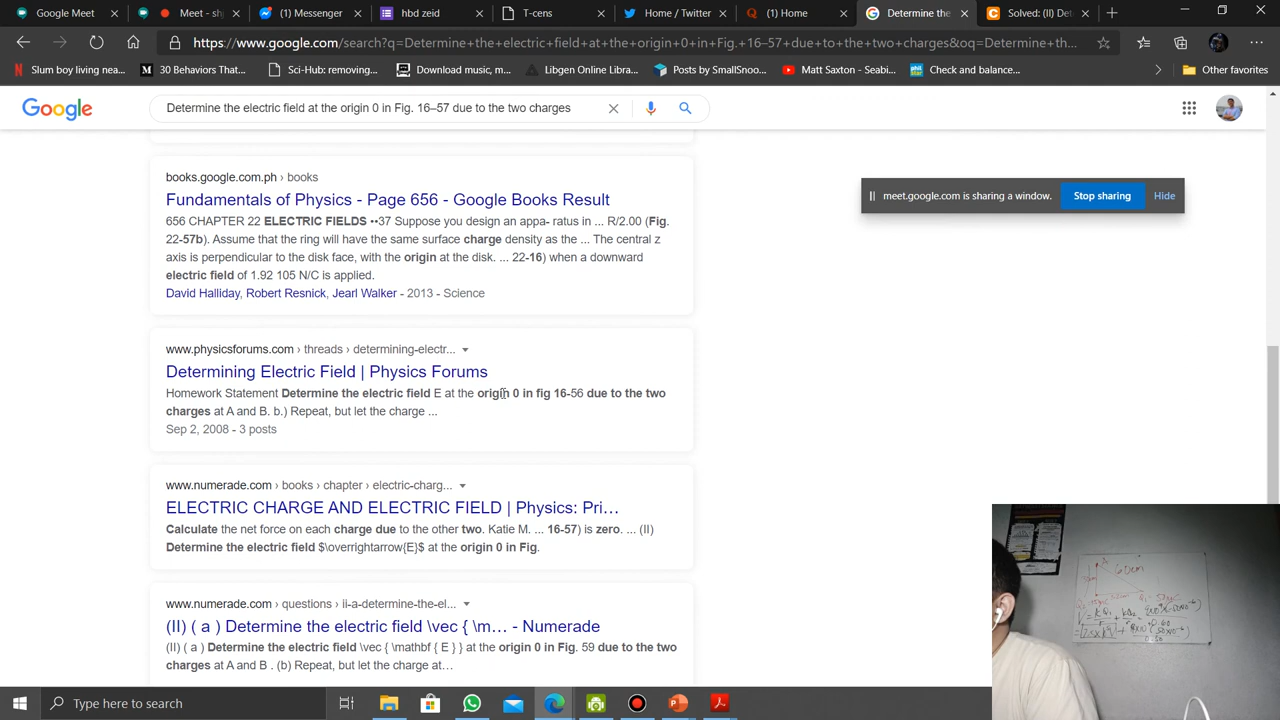 Google Meet
Meet - sh
(1) Messenger
hbd zeid
T-cens
Home / Twitter
(1) Home
Determine the
Solved: (II) Det
https://www.google.com/search?q=Determine+the+electric+field+at+the+origin+0+in+Fig.+16–57+due+to+the+two+charges&oq=Determine+th...
Slum boy living nea...
30 Behaviors That...
Sci-Hub: removing...
Download music, m...
Libgen Online Libra...
Posts by SmallSnoo...
Matt Saxton - Seabi...
Check and balance...
Other favorites
Google
Determine the electric field at the origin 0 in Fig. 16–57 due to the two charges
meet.google.com is sharing a window.
Stop sharing
Hide
books.google.com.ph › books
Fundamentals of Physics - Page 656 - Google Books Result
656 CHAPTER 22 ELECTRIC FIELDS ••37 Suppose you design an appa- ratus in ... R/2.00 (Fig.
22-57b). Assume that the ring will have the same surface charge density as the ... The central z
axis is perpendicular to the disk face, with the origin at the disk. ... 22-16) when a downward
electric field of 1.92 105 N/C is applied.
David Halliday, Robert Resnick, Jearl Walker - 2013 - Science
www.physicsforums.com › threads › determining-electr...
Determining Electric Field | Physics Forums
Homework Statement Determine the electric field E at the origin 0 in fig 16-56 due to the two
charges at A and B. b.) Repeat, but let the charge ...
Sep 2, 2008 - 3 posts
www.numerade.com › books › chapter › electric-charg...
ELECTRIC CHARGE AND ELECTRIC FIELD | Physics: Pri...
Calculate the net force on each charge due to the other two. Katie M. ... 16-57) is zero. ... (II)
Determine the electric field $\overrightarrow{E}$ at the origin 0 in Fig.
www.numerade.com › questions › ii-a-determine-the-el...
(II) ( a ) Determine the electric field \vec { \m... - Numerade
(II) ( a ) Determine the electric field \vec { \mathbf { E } } at the origin 0 in Fig. 59 due to the two
charges at A and B . (b) Repeat, but let the charge at...
60cm
Type here to search